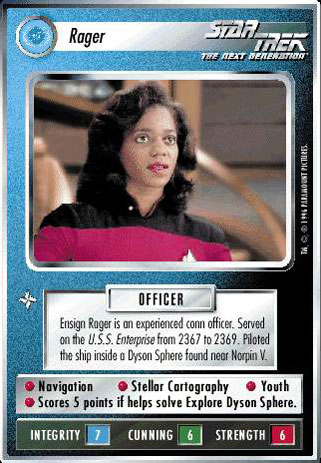 Rager
STAR TREK
THE NEXT GENERATION
TM © ® 1996 PARAMOUNT PICTURES.
OFFICER
Ensign Rager is an experienced conn officer. Served
on the U.S.S. Enterprise from 2367 to 2369. Piloted
the ship inside a Dyson Sphere found near Norpin V.
● Navigation ● Stellar Cartography ● Youth
● Scores 5 points if helps solve Explore Dyson Sphere.
INTEGRITY 7 CUNNING 6 STRENGTH 6